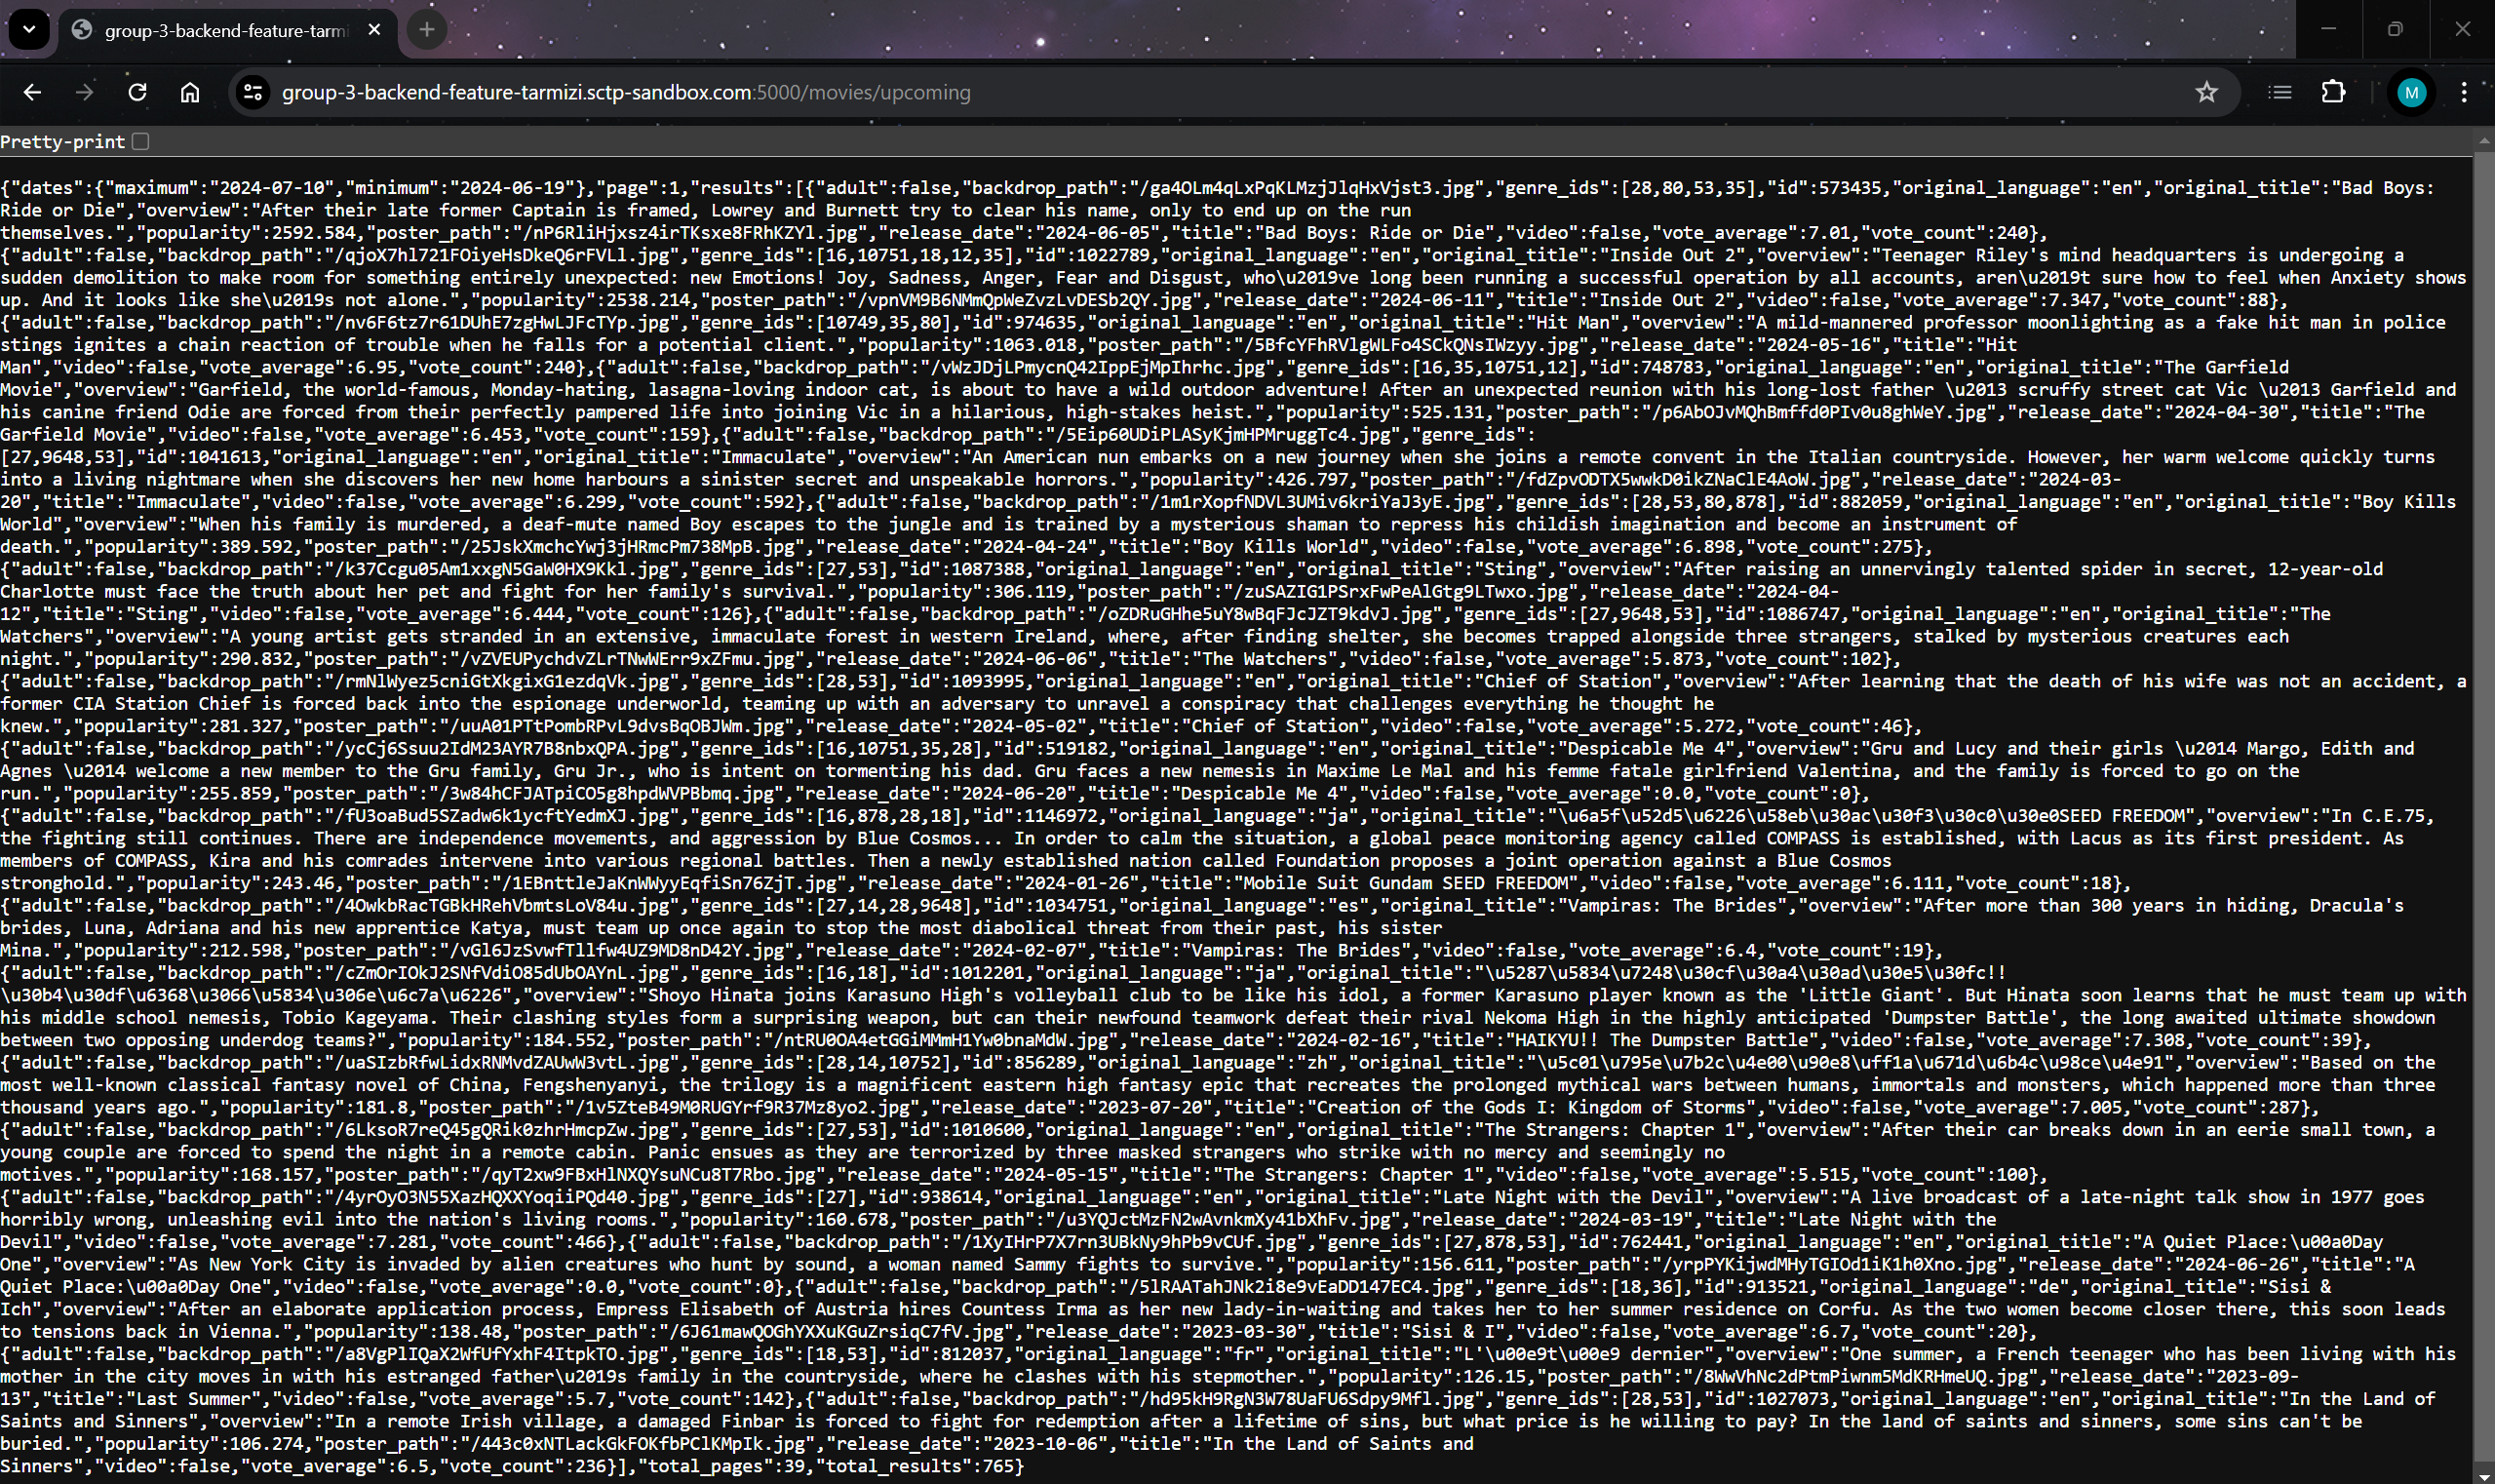 group-3-backend-feature-tarmi
group-3-backend-feature-tarmizi.sctp-sandbox.com:5000/movies/upcoming
M
Pretty-print
{"dates":{"maximum":"2024-07-10","minimum":"2024-06-19"},"page":1,"results":[{"adult":false,"backdrop_path":"/ga4OLm4qLxPqKLMzjJlqHxVjst3.jpg","genre_ids":[28,80,53,35],"id":573435,"original_language":"en","original_title":"Bad Boys:
Ride or Die","overview":"After their late former Captain is framed, Lowrey and Burnett try to clear his name, only to end up on the run
themselves.","popularity":2592.584,"poster_path":"/nP6RliHjxsz4irTKsxe8FRhKZYl.jpg","release_date":"2024-06-05","title":"Bad Boys: Ride or Die","video":false,"vote_average":7.01,"vote_count":240},
{"adult":false,"backdrop_path":"/qjoX7hl721FOiyeHsDkeQ6rFVLl.jpg","genre_ids":[16,10751,18,12,35],"id":1022789,"original_language":"en","original_title":"Inside Out 2","overview":"Teenager Riley's mind headquarters is undergoing a
sudden demolition to make room for something entirely unexpected: new Emotions! Joy, Sadness, Anger, Fear and Disgust, who\u2019ve long been running a successful operation by all accounts, aren\u2019t sure how to feel when Anxiety shows
up. And it looks like she\u2019s not alone.","popularity":2538.214,"poster_path":"/vpnVM9B6NMmQpWeZvzLvDESb2QY.jpg","release_date":"2024-06-11","title":"Inside Out 2","video":false,"vote_average":7.347,"vote_count":88},
{"adult":false,"backdrop_path":"/nv6F6tz7r61DUhE7zgHwLJFcTYp.jpg","genre_ids":[10749,35,80],"id":974635,"original_language":"en","original_title":"Hit Man","overview":"A mild-mannered professor moonlighting as a fake hit man in police
stings ignites a chain reaction of trouble when he falls for a potential client.","popularity":1063.018,"poster_path":"/5BfcYFhRVlgWLFo4SCkQNsIWzyy.jpg","release_date":"2024-05-16","title":"Hit
Man","video":false,"vote_average":6.95,"vote_count":240},{"adult":false,"backdrop_path":"/vWzJDjLPmycnQ42IppEjMpIhrhc.jpg","genre_ids":[16,35,10751,12],"id":748783,"original_language":"en","original_title":"The Garfield
Movie","overview":"Garfield, the world-famous, Monday-hating, lasagna-loving indoor cat, is about to have a wild outdoor adventure! After an unexpected reunion with his long-lost father \u2013 scruffy street cat Vic \u2013 Garfield and
his canine friend Odie are forced from their perfectly pampered life into joining Vic in a hilarious, high-stakes heist.","popularity":525.131,"poster_path":"/p6AbOJvMQhBmffd0PIv0u8ghWeY.jpg","release_date":"2024-04-30","title":"The
Garfield Movie","video":false,"vote_average":6.453,"vote_count":159},{"adult":false,"backdrop_path":"/5Eip60UDiPLASyKjmHPMruggTc4.jpg","genre_ids":
[27,9648,53],"id":1041613,"original_language":"en","original_title":"Immaculate","overview":"An American nun embarks on a new journey when she joins a remote convent in the Italian countryside. However, her warm welcome quickly turns
into a living nightmare when she discovers her new home harbours a sinister secret and unspeakable horrors.","popularity":426.797,"poster_path":"/fdZpvODTX5wwkD0ikZNaClE4AoW.jpg","release_date":"2024-03-
20","title":"Immaculate","video":false,"vote_average":6.299,"vote_count":592},{"adult":false,"backdrop_path":"/1m1rXopfNDVL3UMiv6kriYaJ3yE.jpg","genre_ids":[28,53,80,878],"id":882059,"original_language":"en","original_title":"Boy Kills
World","overview":"When his family is murdered, a deaf-mute named Boy escapes to the jungle and is trained by a mysterious shaman to repress his childish imagination and become an instrument of
death.","popularity":389.592,"poster_path":"/25JskXmchcYwj3jHRmcPm738MpB.jpg","release_date":"2024-04-24","title":"Boy Kills World","video":false,"vote_average":6.898,"vote_count":275},
{"adult":false,"backdrop_path":"/k37Ccgu05Am1xxgN5GaW0HX9Kkl.jpg","genre_ids":[27,53],"id":1087388,"original_language":"en","original_title":"Sting","overview":"After raising an unnervingly talented spider in secret, 12-year-old
Charlotte must face the truth about her pet and fight for her family's survival.","popularity":306.119,"poster_path":"/zuSAZIG1PSrxFwPeAlGtg9LTwxo.jpg","release_date":"2024-04-
12","title":"Sting","video":false,"vote_average":6.444,"vote_count":126},{"adult":false,"backdrop_path":"/oZDRuGHhe5uY8wBqFJcJZT9kdvJ.jpg","genre_ids":[27,9648,53],"id":1086747,"original_language":"en","original_title":"The
Watchers","overview":"A young artist gets stranded in an extensive, immaculate forest in western Ireland, where, after finding shelter, she becomes trapped alongside three strangers, stalked by mysterious creatures each
night.","popularity":290.832,"poster_path":"/vZVEUPychdvZLrTNwWErr9xZFmu.jpg","release_date":"2024-06-06","title":"The Watchers","video":false,"vote_average":5.873,"vote_count":102},
{"adult":false,"backdrop_path":"/rmNlWyez5cniGtXkgixG1ezdqVk.jpg","genre_ids":[28,53],"id":1093995,"original_language":"en","original_title":"Chief of Station","overview":"After learning that the death of his wife was not an accident, a
former CIA Station Chief is forced back into the espionage underworld, teaming up with an adversary to unravel a conspiracy that challenges everything he thought he
knew.","popularity":281.327,"poster_path":"/uuA01PTtPombRPvL9dvsBqOBJWm.jpg","release_date":"2024-05-02","title":"Chief of Station","video":false,"vote_average":5.272,"vote_count":46},
{"adult":false,"backdrop_path":"/ycCj6Ssuu2IdM23AYR7B8nbxQPA.jpg","genre_ids":[16,10751,35,28],"id":519182,"original_language":"en","original_title":"Despicable Me 4","overview":"Gru and Lucy and their girls \u2014 Margo, Edith and
Agnes \u2014 welcome a new member to the Gru family, Gru Jr., who is intent on tormenting his dad. Gru faces a new nemesis in Maxime Le Mal and his femme fatale girlfriend Valentina, and the family is forced to go on the
run.","popularity":255.859,"poster_path":"/3w84hCFJATpiCO5g8hpdWVPBbmq.jpg","release_date":"2024-06-20","title":"Despicable Me 4","video":false,"vote_average":0.0,"vote_count":0},
{"adult":false,"backdrop_path":"/fU3oaBud5SZadw6k1ycftYedmXJ.jpg","genre_ids":[16,878,28,18],"id":1146972,"original_language":"ja","original_title":"\u6a5f\u52d5\u6226\u58eb\u30ac\u30f3\u30c0\u30e0SEED FREEDOM","overview":"In C.E.75,
the fighting still continues. There are independence movements, and aggression by Blue Cosmos... In order to calm the situation, a global peace monitoring agency called COMPASS is established, with Lacus as its first president. As
members of COMPASS, Kira and his comrades intervene into various regional battles. Then a newly established nation called Foundation proposes a joint operation against a Blue Cosmos
stronghold.","popularity":243.46,"poster_path":"/1EBnttleJaKnWWyyEqfiSn76ZjT.jpg","release_date":"2024-01-26","title":"Mobile Suit Gundam SEED FREEDOM","video":false,"vote_average":6.111,"vote_count":18},
{"adult":false,"backdrop_path":"/4OwkbRacTGBkHRehVbmtsLoV84u.jpg","genre_ids":[27,14,28,9648],"id":1034751,"original_language":"es","original_title":"Vampiras: The Brides","overview":"After more than 300 years in hiding, Dracula's
brides, Luna, Adriana and his new apprentice Katya, must team up once again to stop the most diabolical threat from their past, his sister
Mina.","popularity":212.598,"poster_path":"/vGl6JzSvwfTllfw4UZ9MD8nD42Y.jpg","release_date":"2024-02-07","title":"Vampiras: The Brides","video":false,"vote_average":6.4,"vote_count":19},
{"adult":false,"backdrop_path":"/cZmOrIOkJ2SNfVdiO85dUbOAYnL.jpg","genre_ids":[16,18],"id":1012201,"original_language":"ja","original_title":"\u5287\u5834\u7248\u30cf\u30a4\u30ad\u30e5\u30fc!!
\u30b4\u30df\u6368\u3066\u5834\u306e\u6c7a\u6226","overview":"Shoyo Hinata joins Karasuno High's volleyball club to be like his idol, a former Karasuno player known as the 'Little Giant'. But Hinata soon learns that he must team up with
his middle school nemesis, Tobio Kageyama. Their clashing styles form a surprising weapon, but can their newfound teamwork defeat their rival Nekoma High in the highly anticipated 'Dumpster Battle', the long awaited ultimate showdown
between two opposing underdog teams?","popularity":184.552,"poster_path":"/ntRU0OA4etGGiMMmH1Yw0bnaMdW.jpg","release_date":"2024-02-16","title":"HAIKYU!! The Dumpster Battle","video":false,"vote_average":7.308,"vote_count":39},
{"adult":false,"backdrop_path":"/uaSIzbRfwLidxRNMvdZAUwW3vtL.jpg","genre_ids":[28,14,10752],"id":856289,"original_language":"zh","original_title":"\u5c01\u795e\u7b2c\u4e00\u90e8\uff1a\u671d\u6b4c\u98ce\u4e91","overview":"Based on the
most well-known classical fantasy novel of China, Fengshenyanyi, the trilogy is a magnificent eastern high fantasy epic that recreates the prolonged mythical wars between humans, immortals and monsters, which happened more than three
thousand years ago.","popularity":181.8,"poster_path":"/1v5ZteB49M0RUGYrf9R37Mz8yo2.jpg","release_date":"2023-07-20","title":"Creation of the Gods I: Kingdom of Storms","video":false,"vote_average":7.005,"vote_count":287},
{"adult":false,"backdrop_path":"/6LksoR7reQ45gQRik0zhrHmcpZw.jpg","genre_ids":[27,53],"id":1010600,"original_language":"en","original_title":"The Strangers: Chapter 1","overview":"After their car breaks down in an eerie small town, a
young couple are forced to spend the night in a remote cabin. Panic ensues as they are terrorized by three masked strangers who strike with no mercy and seemingly no
motives.","popularity":168.157,"poster_path":"/qyT2xw9FBxHlNXQYsuNCu8T7Rbo.jpg","release_date":"2024-05-15","title":"The Strangers: Chapter 1","video":false,"vote_average":5.515,"vote_count":100},
{"adult":false,"backdrop_path":"/4yrOyO3N55XazHQXXYoqiiPQd40.jpg","genre_ids":[27],"id":938614,"original_language":"en","original_title":"Late Night with the Devil","overview":"A live broadcast of a late-night talk show in 1977 goes
horribly wrong, unleashing evil into the nation's living rooms.","popularity":160.678,"poster_path":"/u3YQJctMzFN2wAvnkmXy41bXhFv.jpg","release_date":"2024-03-19","title":"Late Night with the
Devil","video":false,"vote_average":7.281,"vote_count":466},{"adult":false,"backdrop_path":"/1XyIHrP7X7rn3UBkNy9hPb9vCUf.jpg","genre_ids":[27,878,53],"id":762441,"original_language":"en","original_title":"A Quiet Place:\u00a0Day
One","overview":"As New York City is invaded by alien creatures who hunt by sound, a woman named Sammy fights to survive.","popularity":156.611,"poster_path":"/yrpPYKijwdMHyTGIOd1iK1h0Xno.jpg","release_date":"2024-06-26","title":"A
Quiet Place:\u00a0Day One","video":false,"vote_average":0.0,"vote_count":0},{"adult":false,"backdrop_path":"/5lRAATahJNk2i8e9vEaDD147EC4.jpg","genre_ids":[18,36],"id":913521,"original_language":"de","original_title":"Sisi &
Ich","overview":"After an elaborate application process, Empress Elisabeth of Austria hires Countess Irma as her new lady-in-waiting and takes her to her summer residence on Corfu. As the two women become closer there, this soon leads
to tensions back in Vienna.","popularity":138.48,"poster_path":"/6J61mawQOGhYXXuKGuZrsiqC7fV.jpg","release_date":"2023-03-30","title":"Sisi & I","video":false,"vote_average":6.7,"vote_count":20},
{"adult":false,"backdrop_path":"/a8VgPlIQaX2WfUfYxhF4ItpkTO.jpg","genre_ids":[18,53],"id":812037,"original_language":"fr","original_title":"L'\u00e9t\u00e9 dernier","overview":"One summer, a French teenager who has been living with his
mother in the city moves in with his estranged father\u2019s family in the countryside, where he clashes with his stepmother.","popularity":126.15,"poster_path":"/8WwVhNc2dPtmPiwnm5MdKRHmeUQ.jpg","release_date":"2023-09-
13","title":"Last Summer","video":false,"vote_average":5.7,"vote_count":142},{"adult":false,"backdrop_path":"/hd95kH9RgN3W78UaFU6Sdpy9Mfl.jpg","genre_ids":[28,53],"id":1027073,"original_language":"en","original_title":"In the Land of
Saints and Sinners","overview":"In a remote Irish village, a damaged Finbar is forced to fight for redemption after a lifetime of sins, but what price is he willing to pay? In the land of saints and sinners, some sins can't be
buried.","popularity":106.274,"poster_path":"/443c0xNTLackGkFOKfbPClKMpIk.jpg","release_date":"2023-10-06","title":"In the Land of Saints and
Sinners","video":false,"vote_average":6.5,"vote_count":236}],"total_pages":39,"total_results":765}